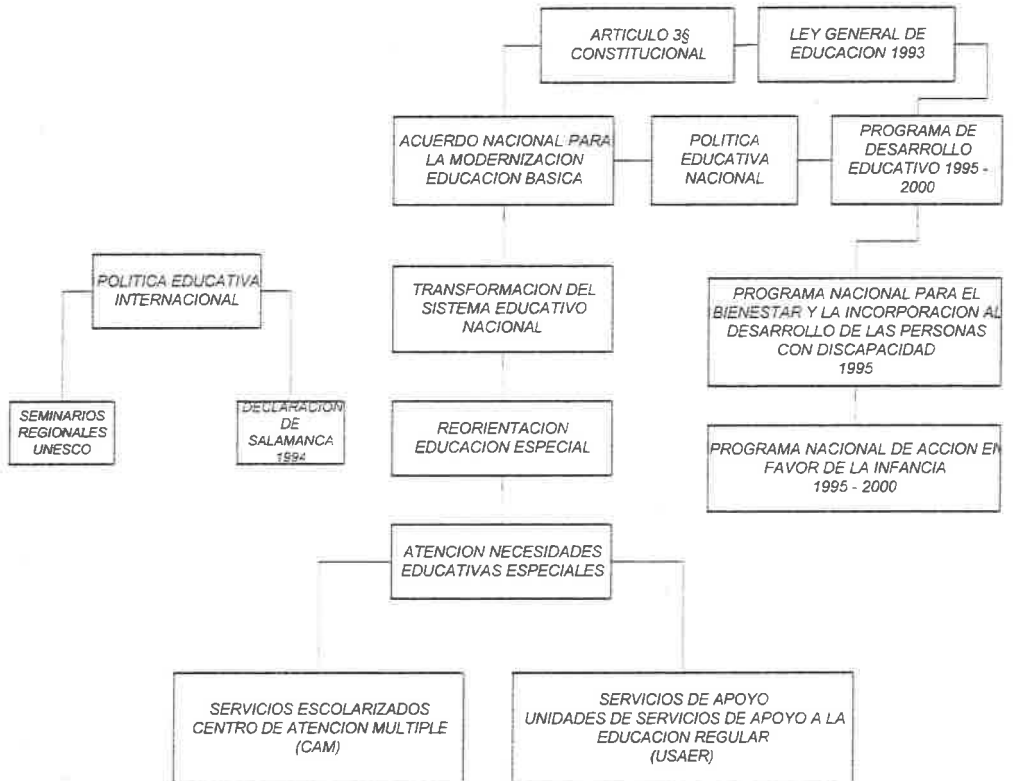 ARTICULO 3§
CONSTITUCIONAL
LEY GENERAL DE
EDUCACION 1993
ACUERDO NACIONAL PARA
LA MODERNIZACION
EDUCACION BASICA
POLITICA
EDUCATIVA
NACIONAL
PROGRAMA DE
DESARROLLO
EDUCATIVO 1995 -
2000
POLITICA EDUCATIVA
INTERNACIONAL
TRANSFORMACION DEL
SISTEMA EDUCATIVO
NACIONAL
PROGRAMA NACIONAL PARA EL
BIENESTAR Y LA INCORPORACION AL
DESARROLLO DE LAS PERSONAS
CON DISCAPACIDAD
1995
SEMINARIOS
REGIONALES
UNESCO
DECLARACION
DE
SALAMANCA
1994
REORIENTACION
EDUCACION ESPECIAL
PROGRAMA NACIONAL DE ACCION EN
FAVOR DE LA INFANCIA
1995 - 2000
ATENCION NECESIDADES
EDUCATIVAS ESPECIALES
SERVICIOS ESCOLARIZADOS
CENTRO DE ATENCION MULTIPLE
(CAM)
SERVICIOS DE APOYO
UNIDADES DE SERVICIOS DE APOYO A LA
EDUCACION REGULAR
(USAER)